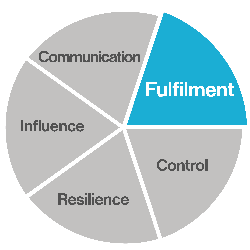 Communication
Fulfilment
Influence
Control
Resilience